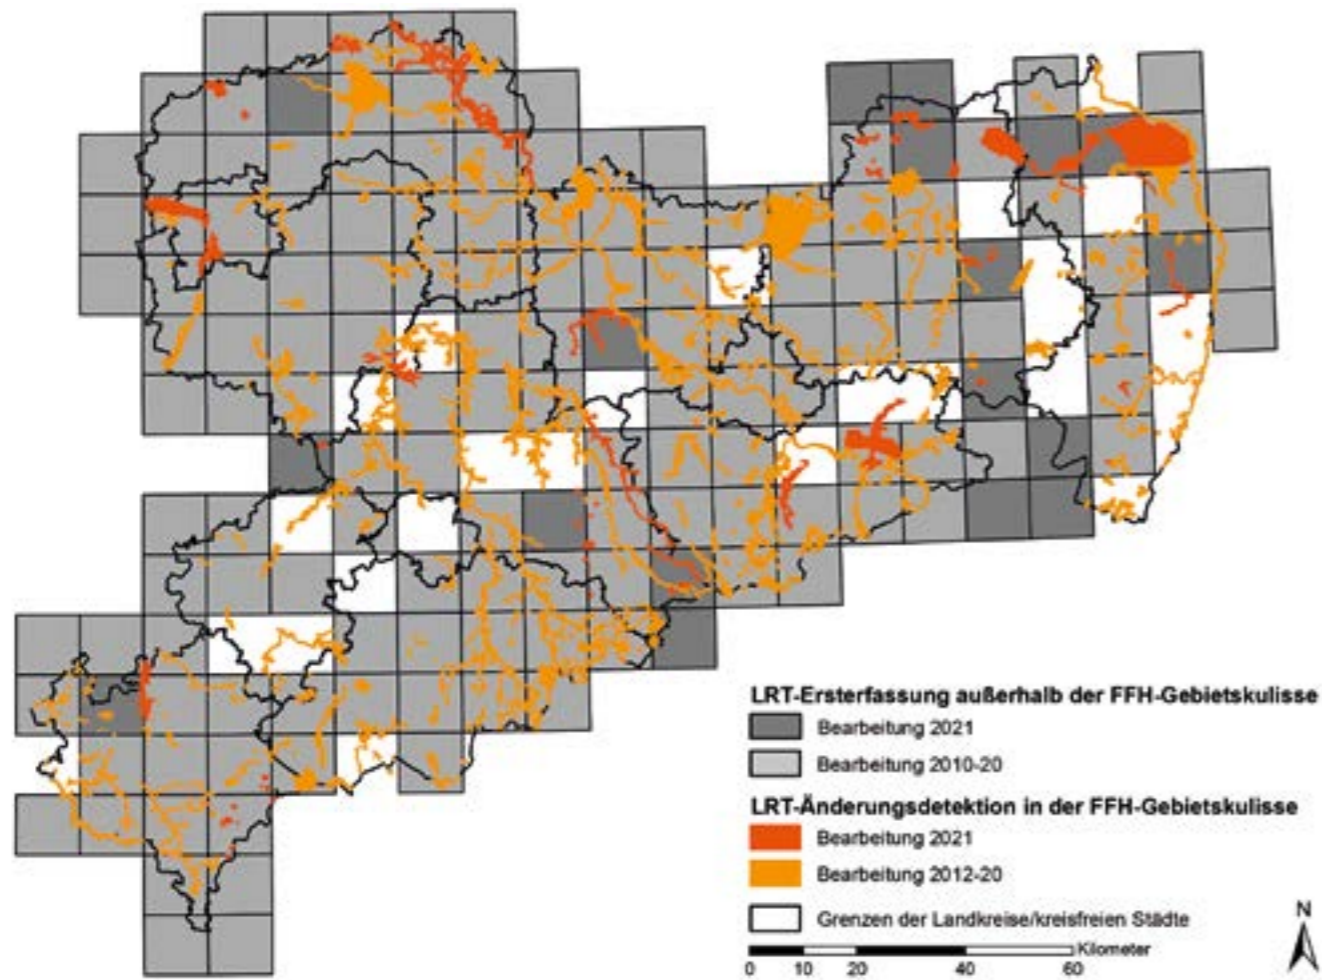 LRT-Ersterfassung außerhalb der FFH-Gebietskulisse
Bearbeitung 2021
Bearbeitung 2010-20
LRT-Änderungsdetektion in der FFH-Gebietskulisse
Bearbeitung 2021
Bearbeitung 2012-20
Grenzen der Landkreise/kreisfreien Städte
N
Kilometer
0 10 20 40 60